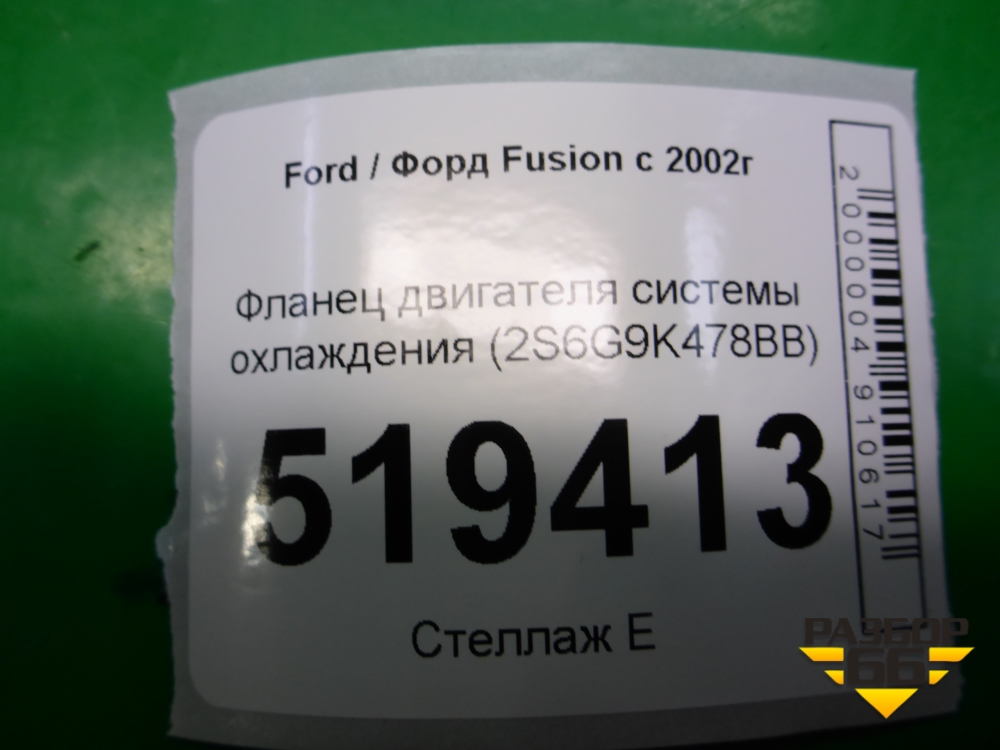 Ford / Форд Fusion с 2002г
Фланец двигателя системы
охлаждения (2S6G9K478BB)
519413
Стеллаж Е
2000004910617
РАЗБОР
66